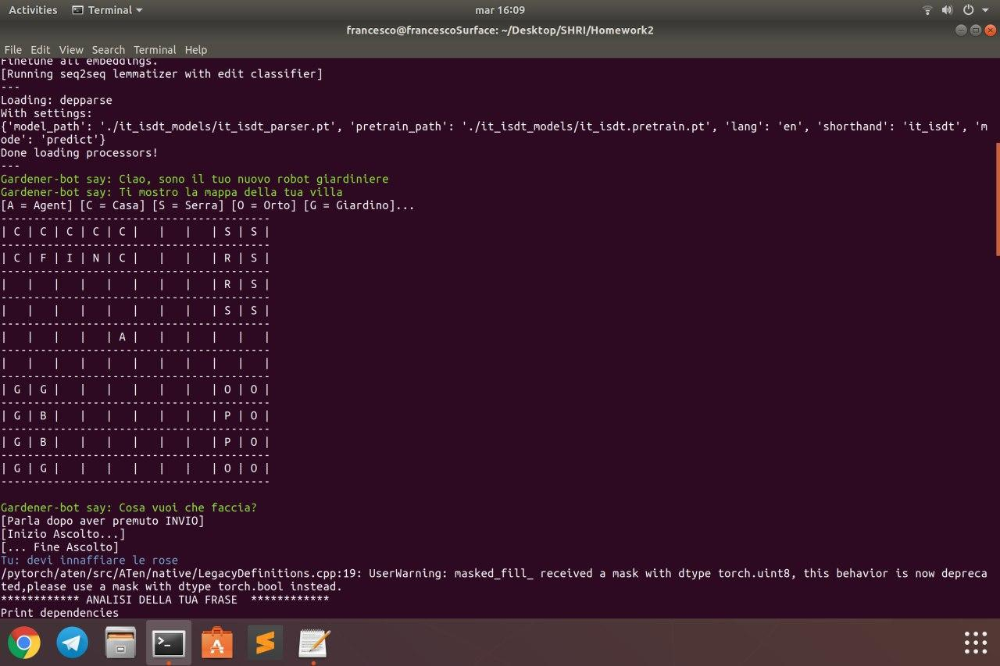 Activities Terminal mar 16:09
francesco@francescoSurface: ~/Desktop/SHRI/Homework2
File Edit View Search Terminal Help
Finetune all embeddings.
[Running seq2seq lemmatizer with edit classifier]
---
Loading: depparse
With settings:
{'model_path': './it_isdt_models/it_isdt_parser.pt', 'pretrain_path': './it_isdt_models/it_isdt.pretrain.pt', 'lang': 'en', 'shorthand': 'it_isdt', 'm
ode': 'predict'}
Done loading processors!
---
Gardener-bot say: Ciao, sono il tuo nuovo robot giardiniere
Gardener-bot say: Ti mostro la mappa della tua villa
[A = Agent] [C = Casa] [S = Serra] [O = Orto] [G = Giardino]...
-----------------------------------------
| C | C | C | C | C |   |   |   | S | S |
-----------------------------------------
| C | F | I | N | C |   |   |   | R | S |
-----------------------------------------
|   |   |   |   |   |   |   |   | R | S |
-----------------------------------------
|   |   |   |   |   |   |   |   | S | S |
-----------------------------------------
|   |   |   |   | A |   |   |   |   |   |
-----------------------------------------
|   |   |   |   |   |   |   |   |   |   |
-----------------------------------------
| G | G |   |   |   |   |   |   | O | O |
-----------------------------------------
| G | B |   |   |   |   |   |   | P | O |
-----------------------------------------
| G | B |   |   |   |   |   |   | P | O |
-----------------------------------------
| G | G |   |   |   |   |   |   | O | O |
-----------------------------------------
Gardener-bot say: Cosa vuoi che faccia?
[Parla dopo aver premuto INVIO]
[Inizio Ascolto...]
[... Fine Ascolto]
Tu: devi innaffiare le rose
/pytorch/aten/src/ATen/native/LegacyDefinitions.cpp:19: UserWarning: masked_fill_ received a mask with dtype torch.uint8, this behavior is now depreca
ted,please use a mask with dtype torch.bool instead.
************ ANALISI DELLA TUA FRASE  ************
Print dependencies